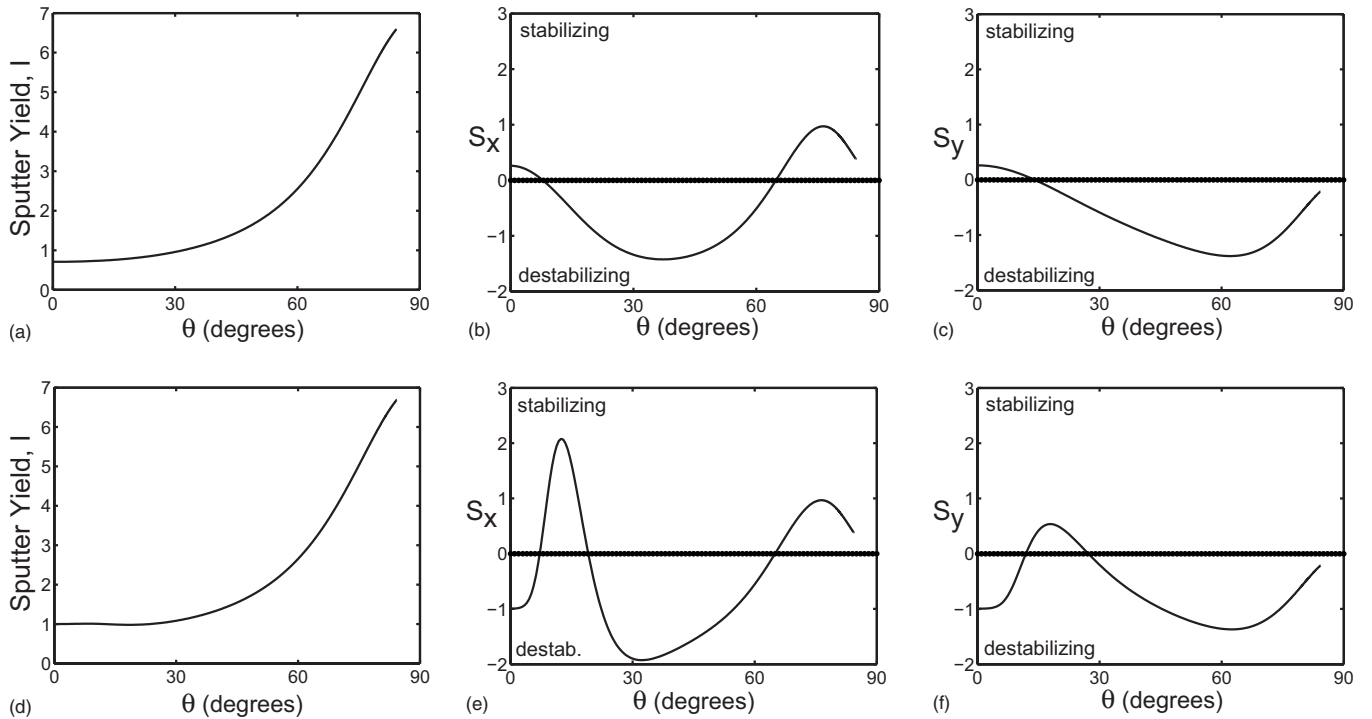 7
6
5
4
3
2
1
0
Sputter Yield, I
0 30 60 90
θ (degrees)
(a)
3
2
1
0
−1
−2
Sx
stabilizing
destabilizing
0 30 60 90
θ (degrees)
(b)
3
2
1
0
−1
−2
Sy
stabilizing
destabilizing
0 30 60 90
θ (degrees)
(c)
7
6
5
4
3
2
1
0
Sputter Yield, I
0 30 60 90
θ (degrees)
(d)
3
2
1
0
−1
−2
Sx
stabilizing
destab.
0 30 60 90
θ (degrees)
(e)
3
2
1
0
−1
−2
Sy
stabilizing
destabilizing
0 30 60 90
θ (degrees)
(f)